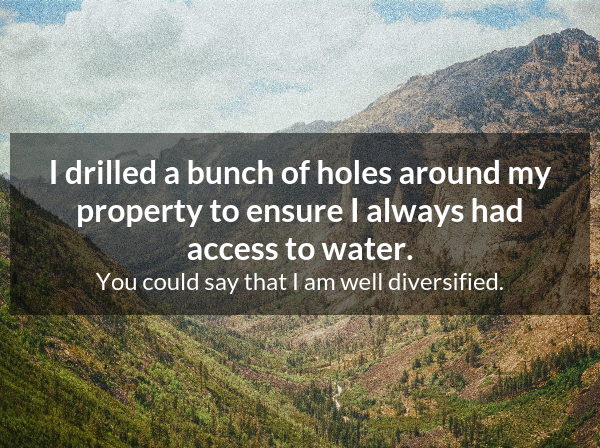 I drilled a bunch of holes around my
property to ensure I always had
access to water.
You could say that I am well diversified.